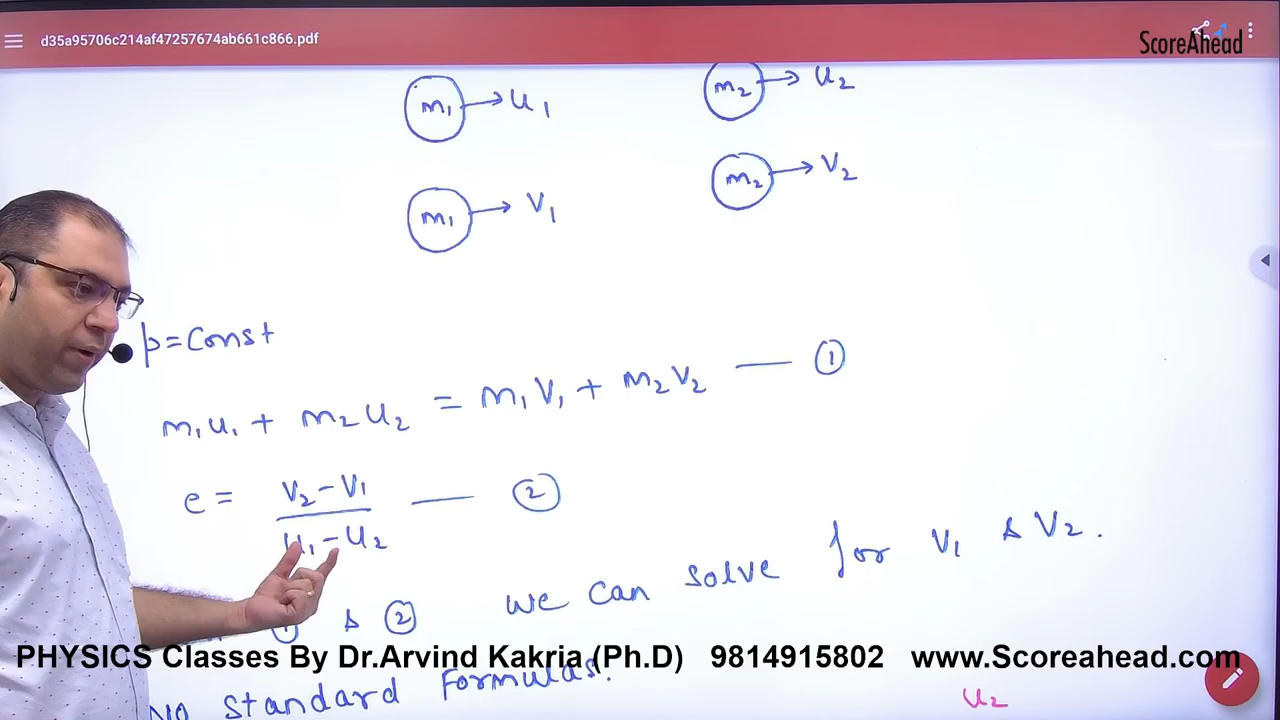 d35a95706c214af47257674ab661c866.pdf
ScoreAhead
m₁ → u₁ m₂ → u₂
m₁ → v₁ m₂ → v₂
p = Const
m₁u₁ + m₂u₂ = m₁v₁ + m₂v₂ — ①
e = (v₂ - v₁)/(u₁ - u₂) — ②
① & ② we can solve for v₁ & v₂.
No standard formulas.
PHYSICS Classes By Dr.Arvind Kakria (Ph.D) 9814915802 www.Scoreahead.com
u₂